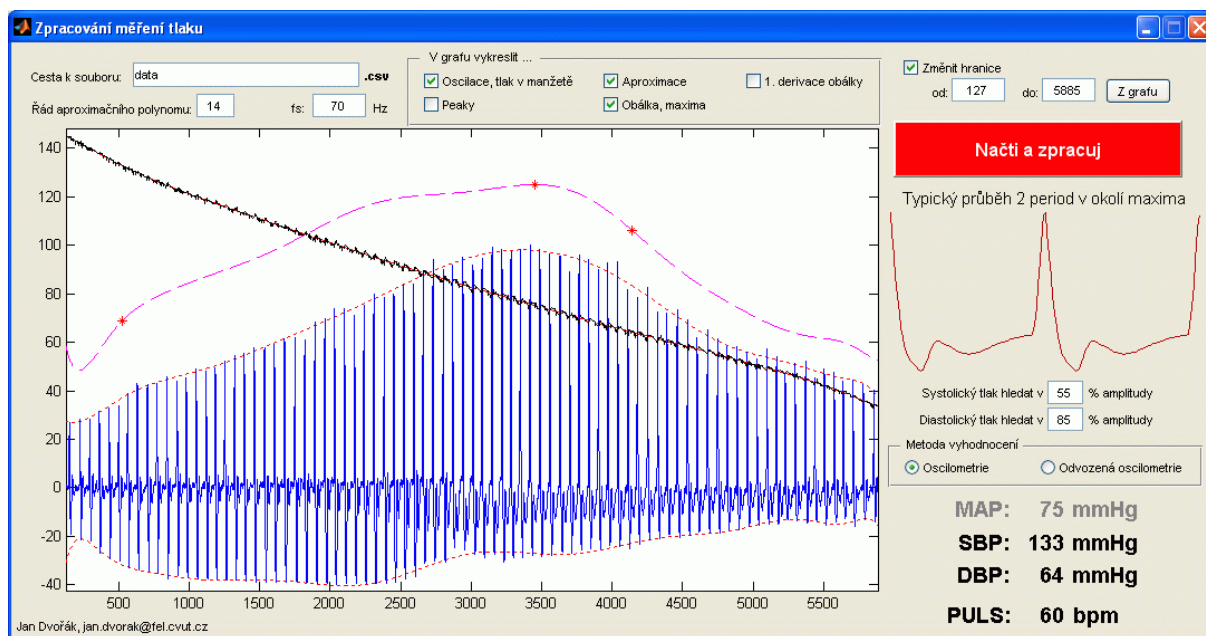 Zpracování měření tlaku
Cesta k souboru: data .csv
Řád aproximačního polynomu: 14 fs: 70 Hz
V grafu vykreslit ...
Oscilace, tlak v manžetě Aproximace 1. derivace obálky
Peaky Obálka, maxima
Změnit hranice
od: 127 do: 5885 Z grafu
Načti a zpracuj
Typický průběh 2 period v okolí maxima
140
120
100
80
60
40
20
0
-20
-40
500 1000 1500 2000 2500 3000 3500 4000 4500 5000 5500
Systolický tlak hledat v 55 % amplitudy
Diastolický tlak hledat v 85 % amplitudy
Metoda vyhodnocení
Oscilometrie Odvozená oscilometrie
MAP: 75 mmHg
SBP: 133 mmHg
DBP: 64 mmHg
PULS: 60 bpm
Jan Dvořák, jan.dvorak@fel.cvut.cz